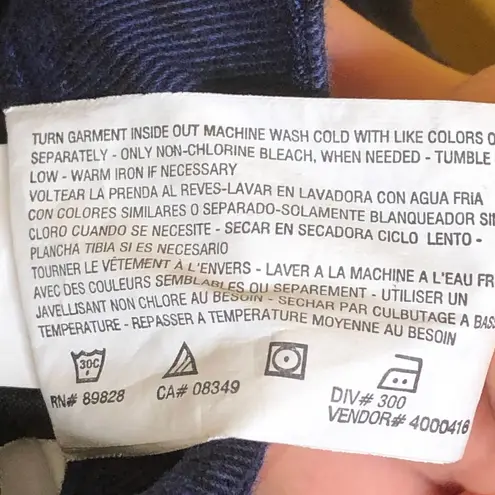 TURN GARMENT INSIDE OUT MACHINE WASH COLD WITH LIKE COLORS
SEPARATELY - ONLY NON-CHLORINE BLEACH, WHEN NEEDED - TUMBLE
LOW - WARM IRON IF NECESSARY
VOLTEAR LA PRENDA AL REVES-LAVAR EN LAVADORA CON AGUA FRIA
CON COLORES SIMILARES O SEPARADO-SOLAMENTE BLANQUEADOR
CLORO CUANDO SE NECESITE - SECAR EN SECADORA CICLO LENTO -
PLANCHA TIBIA SI ES NECESARIO
TOURNER LE VÊTEMENT À L'ENVERS - LAVER A LA MACHINE A L'EAU
AVEC DES COULEURS SEMBLABLES OU SEPAREMENT - UTILISER UN
JAVELLISANT NON CHLORE AU BESOIN - SECHAR PAR CULBUTAGE A
TEMPERATURE - REPASSER A TEMPERATURE MOYENNE AU BESOIN
30C
RN# 89828 CA# 08349 DIV# 300
VENDOR# 4000416